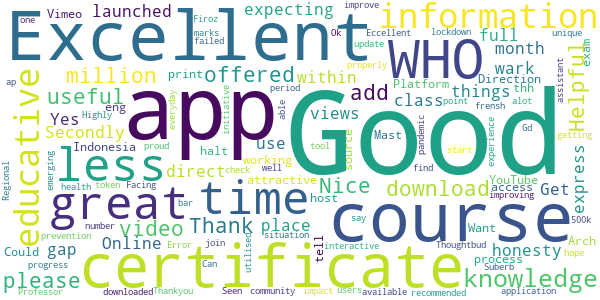 one Vimeo launched expecting Firoz improve
Excellent information
marks failed Ok Eccellent lockdown unique
WHO full month update
million print offered within wark Platform properly Direction exam
educative useful app Good add things Helpful
ap Yes eng everyday class thh assistant
Secondly Highly initiative period able views point frensh alot
Indonesia proud halt use source Mast pandemic Gd
less direct working experience getting
emerging tool find start express
health token Facing check attractive well Nice download YouTube
Regional great time host access Get improving
bar say Want 500k
number Thank place course process Thoughtbud
Could gap Online video tell honesty Arch
progress Error join situation interactive Suberb hope
please prevention Can utilised certificate knowledge
Professor downloaded Thankyou Seen community impact users available recommended application